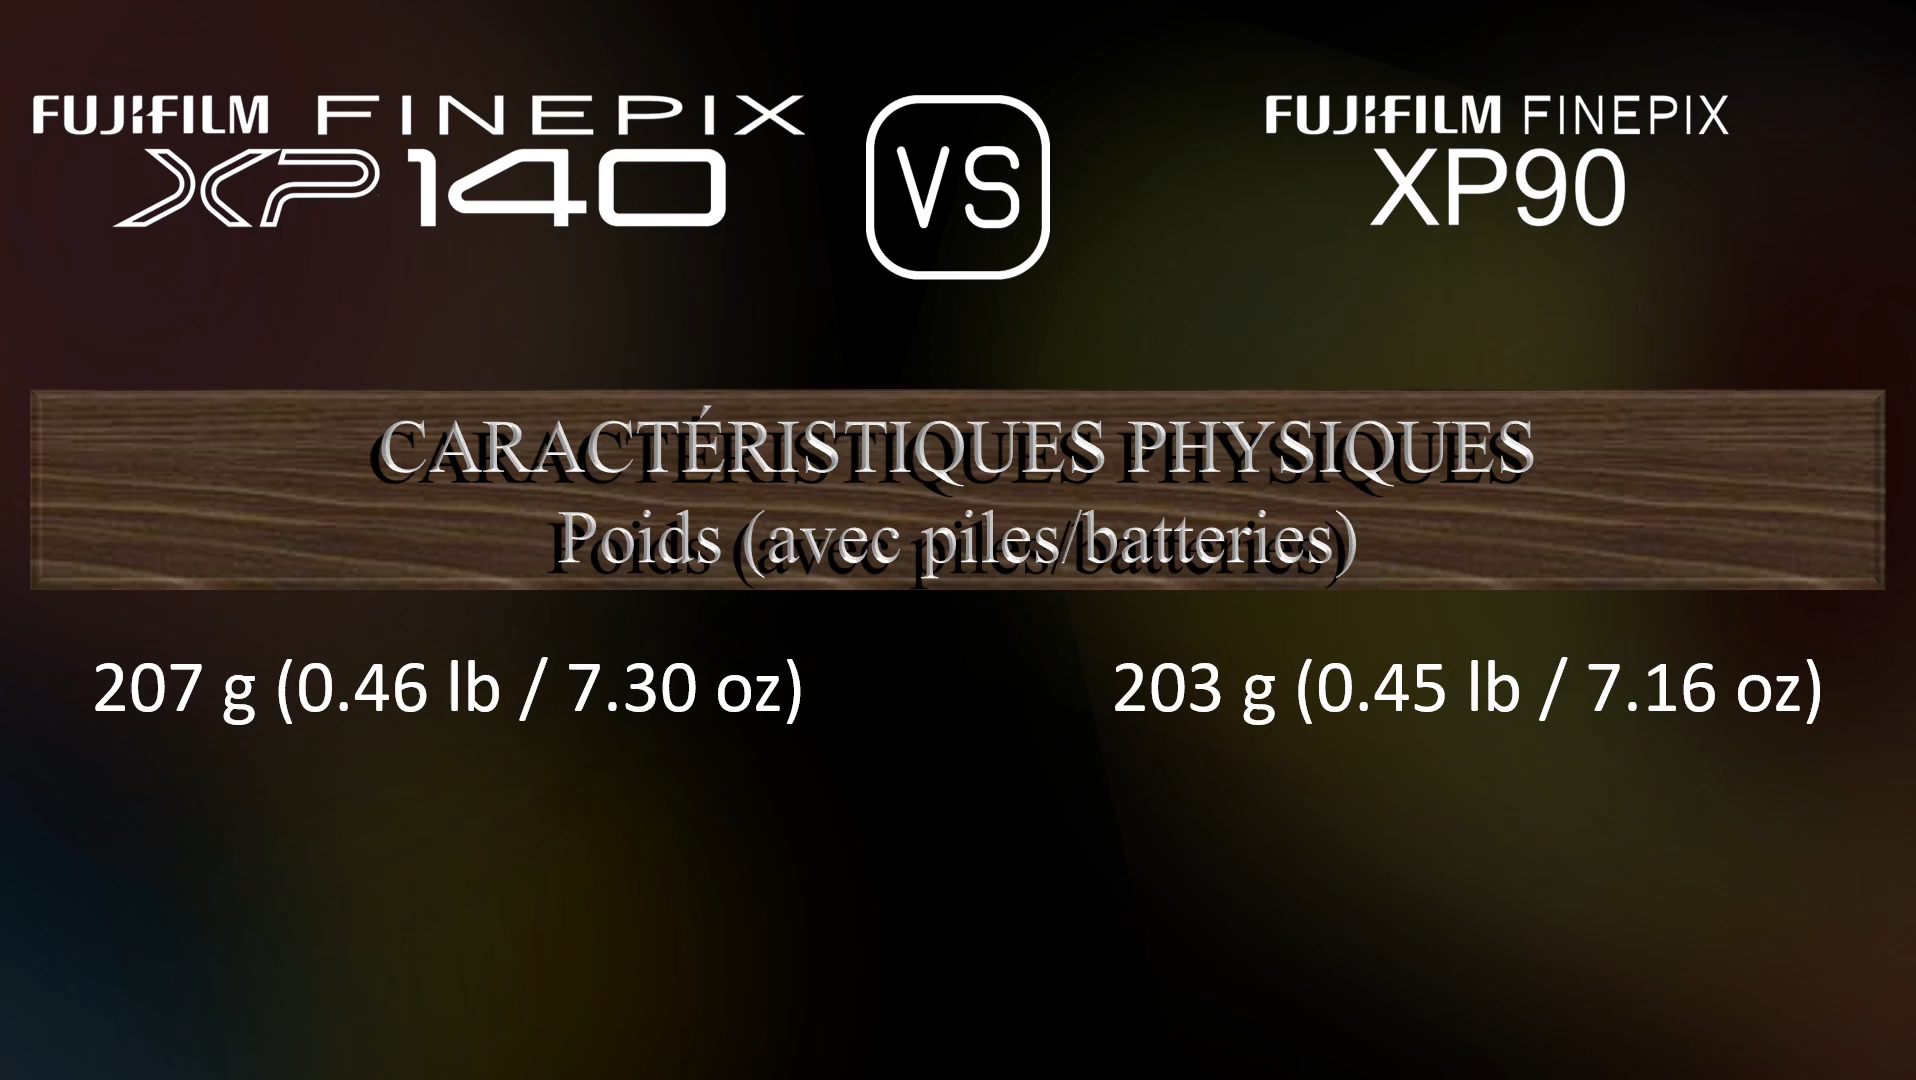 FUJIFILM FINEPIX
XP140
VS
FUJIFILM FINEPIX
XP90
CARACTÉRISTIQUES PHYSIQUES
Poids (avec piles/batteries)
207 g (0.46 lb / 7.30 oz)
203 g (0.45 lb / 7.16 oz)